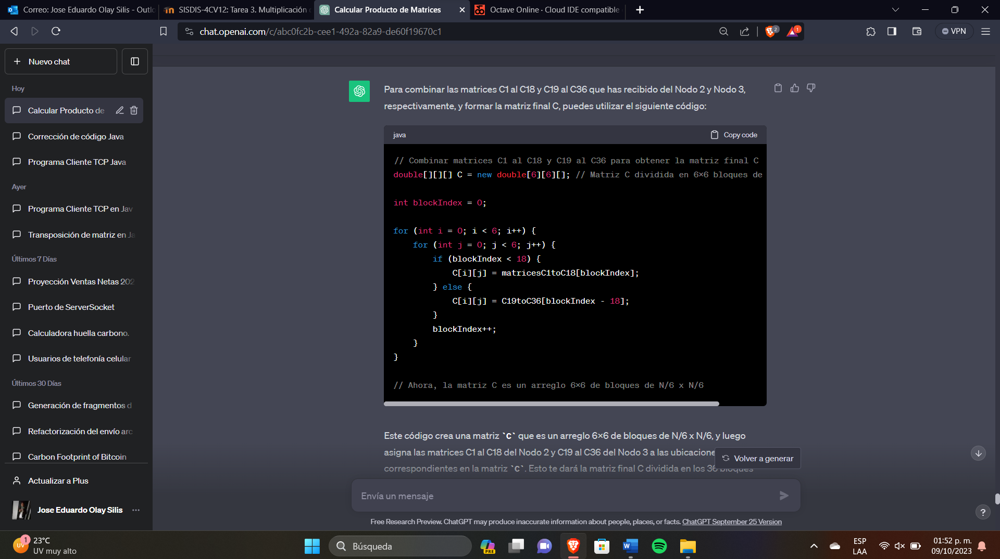 Correo: Jose Eduardo Olay Silis - Outlo
SISDIS-4CV12: Tarea 3. Multiplicación
Calcular Producto de Matrices
Octave Online · Cloud IDE compatible
chat.openai.com/c/abc0fc2b-cee1-492a-82a9-de60f19670c1
2
1
VPN
Nuevo chat
Hoy
Calcular Producto de
Corrección de código Java
Programa Cliente TCP Java
Ayer
Programa Cliente TCP en Jav
Transposición de matriz en Ja
Últimos 7 Días
Proyección Ventas Netas 202
Puerto de ServerSocket
Calculadora huella carbono.
Usuarios de telefonía celular
Últimos 30 Días
Generación de fragmentos d
Refactorización del envío arc
Carbon Footprint of Bitcoin
Actualizar a Plus
Jose Eduardo Olay Silis
Para combinar las matrices C1 al C18 y C19 al C36 que has recibido del Nodo 2 y Nodo 3,
respectivamente, y formar la matriz final C, puedes utilizar el siguiente código:
java
Copy code
// Combinar matrices C1 al C18 y C19 al C36 para obtener la matriz final C
double[][][] C = new double[6][6][]; // Matriz C dividida en 6x6 bloques de
int blockIndex = 0;
for (int i = 0; i < 6; i++) {
for (int j = 0; j < 6; j++) {
if (blockIndex < 18) {
C[i][j] = matricesC1toC18[blockIndex];
} else {
C[i][j] = C19toC36[blockIndex - 18];
}
blockIndex++;
}
}
// Ahora, la matriz C es un arreglo 6x6 de bloques de N/6 x N/6
Este código crea una matriz `C` que es un arreglo 6x6 de bloques de N/6 x N/6, y luego
asigna las matrices C1 al C18 del Nodo 2 y C19 al C36 del Nodo 3 a las ubicacione
correspondientes en la matriz `C`. Esto te dará la matriz final C dividida en los 36 bloques
Volver a generar
Envía un mensaje
Free Research Preview. ChatGPT may produce inaccurate information about people, places, or facts. ChatGPT September 25 Version
?
UV
1
23°C
UV muy alto
Búsqueda
PRE
ESP
LAA
01:52 p. m.
09/10/2023